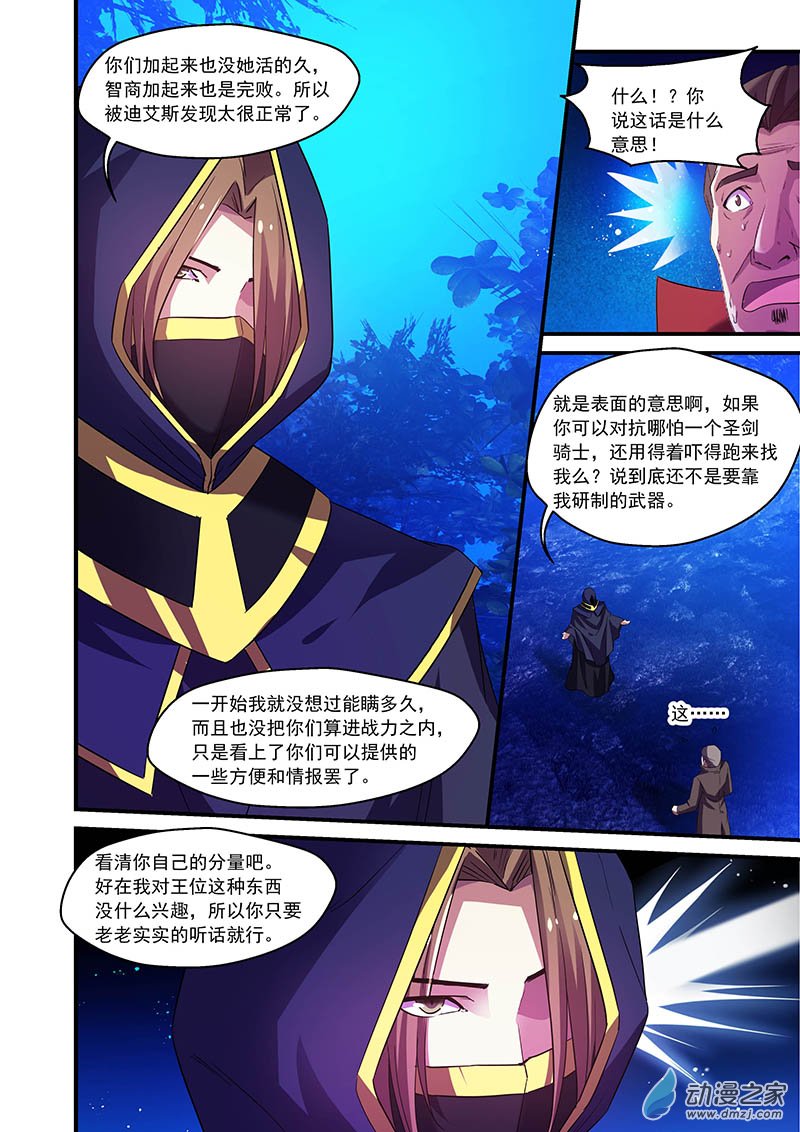 你们加起来也没她活的久，
智商加起来也是完败。所以
被迪艾斯发现太很正常了。
一开始我就没想过能瞒多久，
而且也没把你们算进战力之内，
只是看上了你们可以提供的
一些方便和情报罢了。
什么！？你
说这话是什么
意思！
就是表面的意思啊，如果
你可以对抗哪怕一个圣剑
骑士，还用得着吓得跑来找
我么？说到底还不是要靠
我研制的武器。
这……
看清你自己的分量吧。
好在我对王位这种东西
没什么兴趣，所以你只要
老老实实的听话就行。
动漫之家
www.dmzj.com